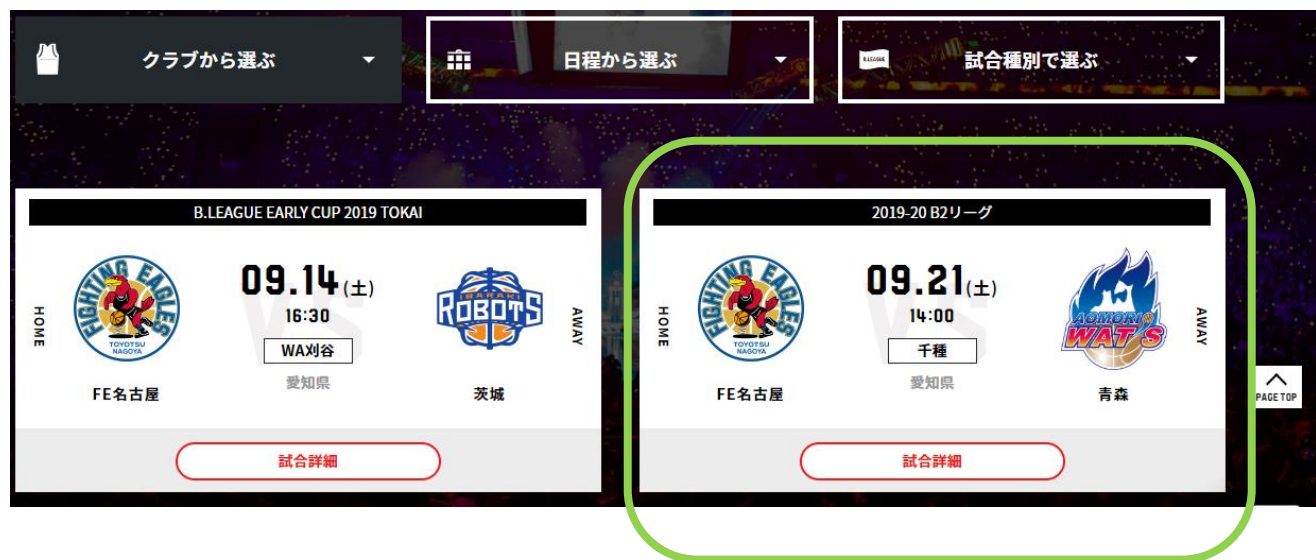 クラブから選ぶ
日程から選ぶ
B.LEAGUE
試合種別で選ぶ
B.LEAGUE EARLY CUP 2019 TOKAI
HOME
FIGHTING EAGLES
TOYOTSU
NAGOYA
FE名古屋
VS
09.14(土)
16:30
WA刈谷
愛知県
IBARAKI
ROBOTS
茨城
AWAY
試合詳細
2019-20 B2リーグ
HOME
FIGHTING EAGLES
TOYOTSU
NAGOYA
FE名古屋
VS
09.21(土)
14:00
千種
愛知県
AOMORI
WAT'S
青森
AWAY
試合詳細
PAGE TOP